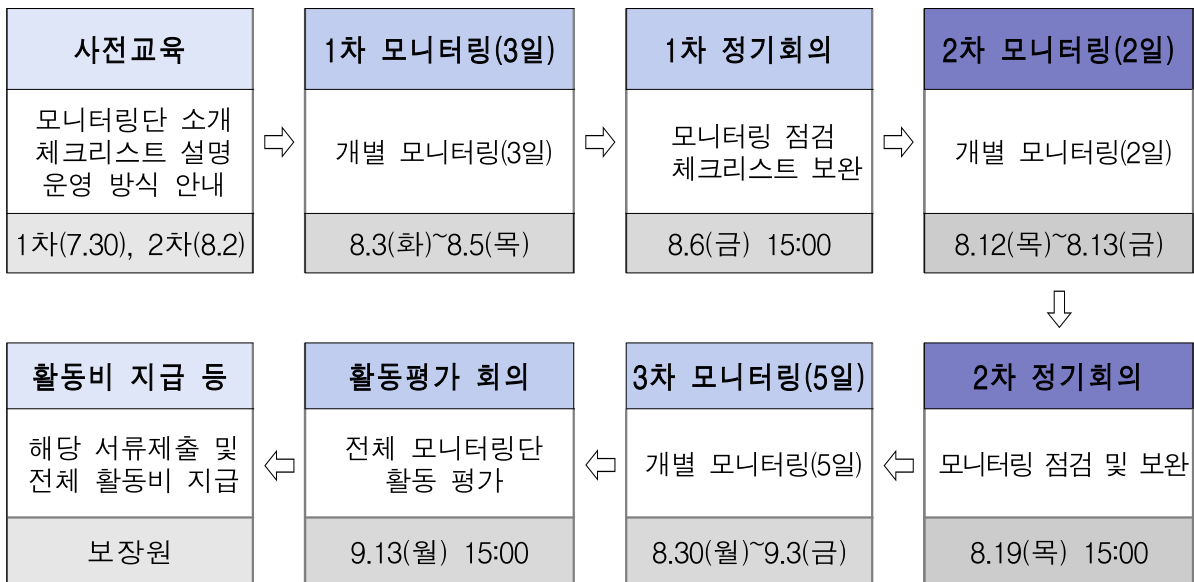 사전교육
모니터링단 소개
체크리스트 설명
운영 방식 안내
1차(7.30), 2차(8.2)
1차 모니터링(3일)
개별 모니터링(3일)
8.3(화)~8.5(목)
1차 정기회의
모니터링 점검
체크리스트 보완
8.6(금) 15:00
2차 모니터링(2일)
개별 모니터링(2일)
8.12(목)~8.13(금)
2차 정기회의
모니터링 점검 및 보완
8.19(목) 15:00
3차 모니터링(5일)
개별 모니터링(5일)
8.30(월)~9.3(금)
활동평가 회의
전체 모니터링단
활동 평가
9.13(월) 15:00
활동비 지급 등
해당 서류제출 및
전체 활동비 지급
보장원